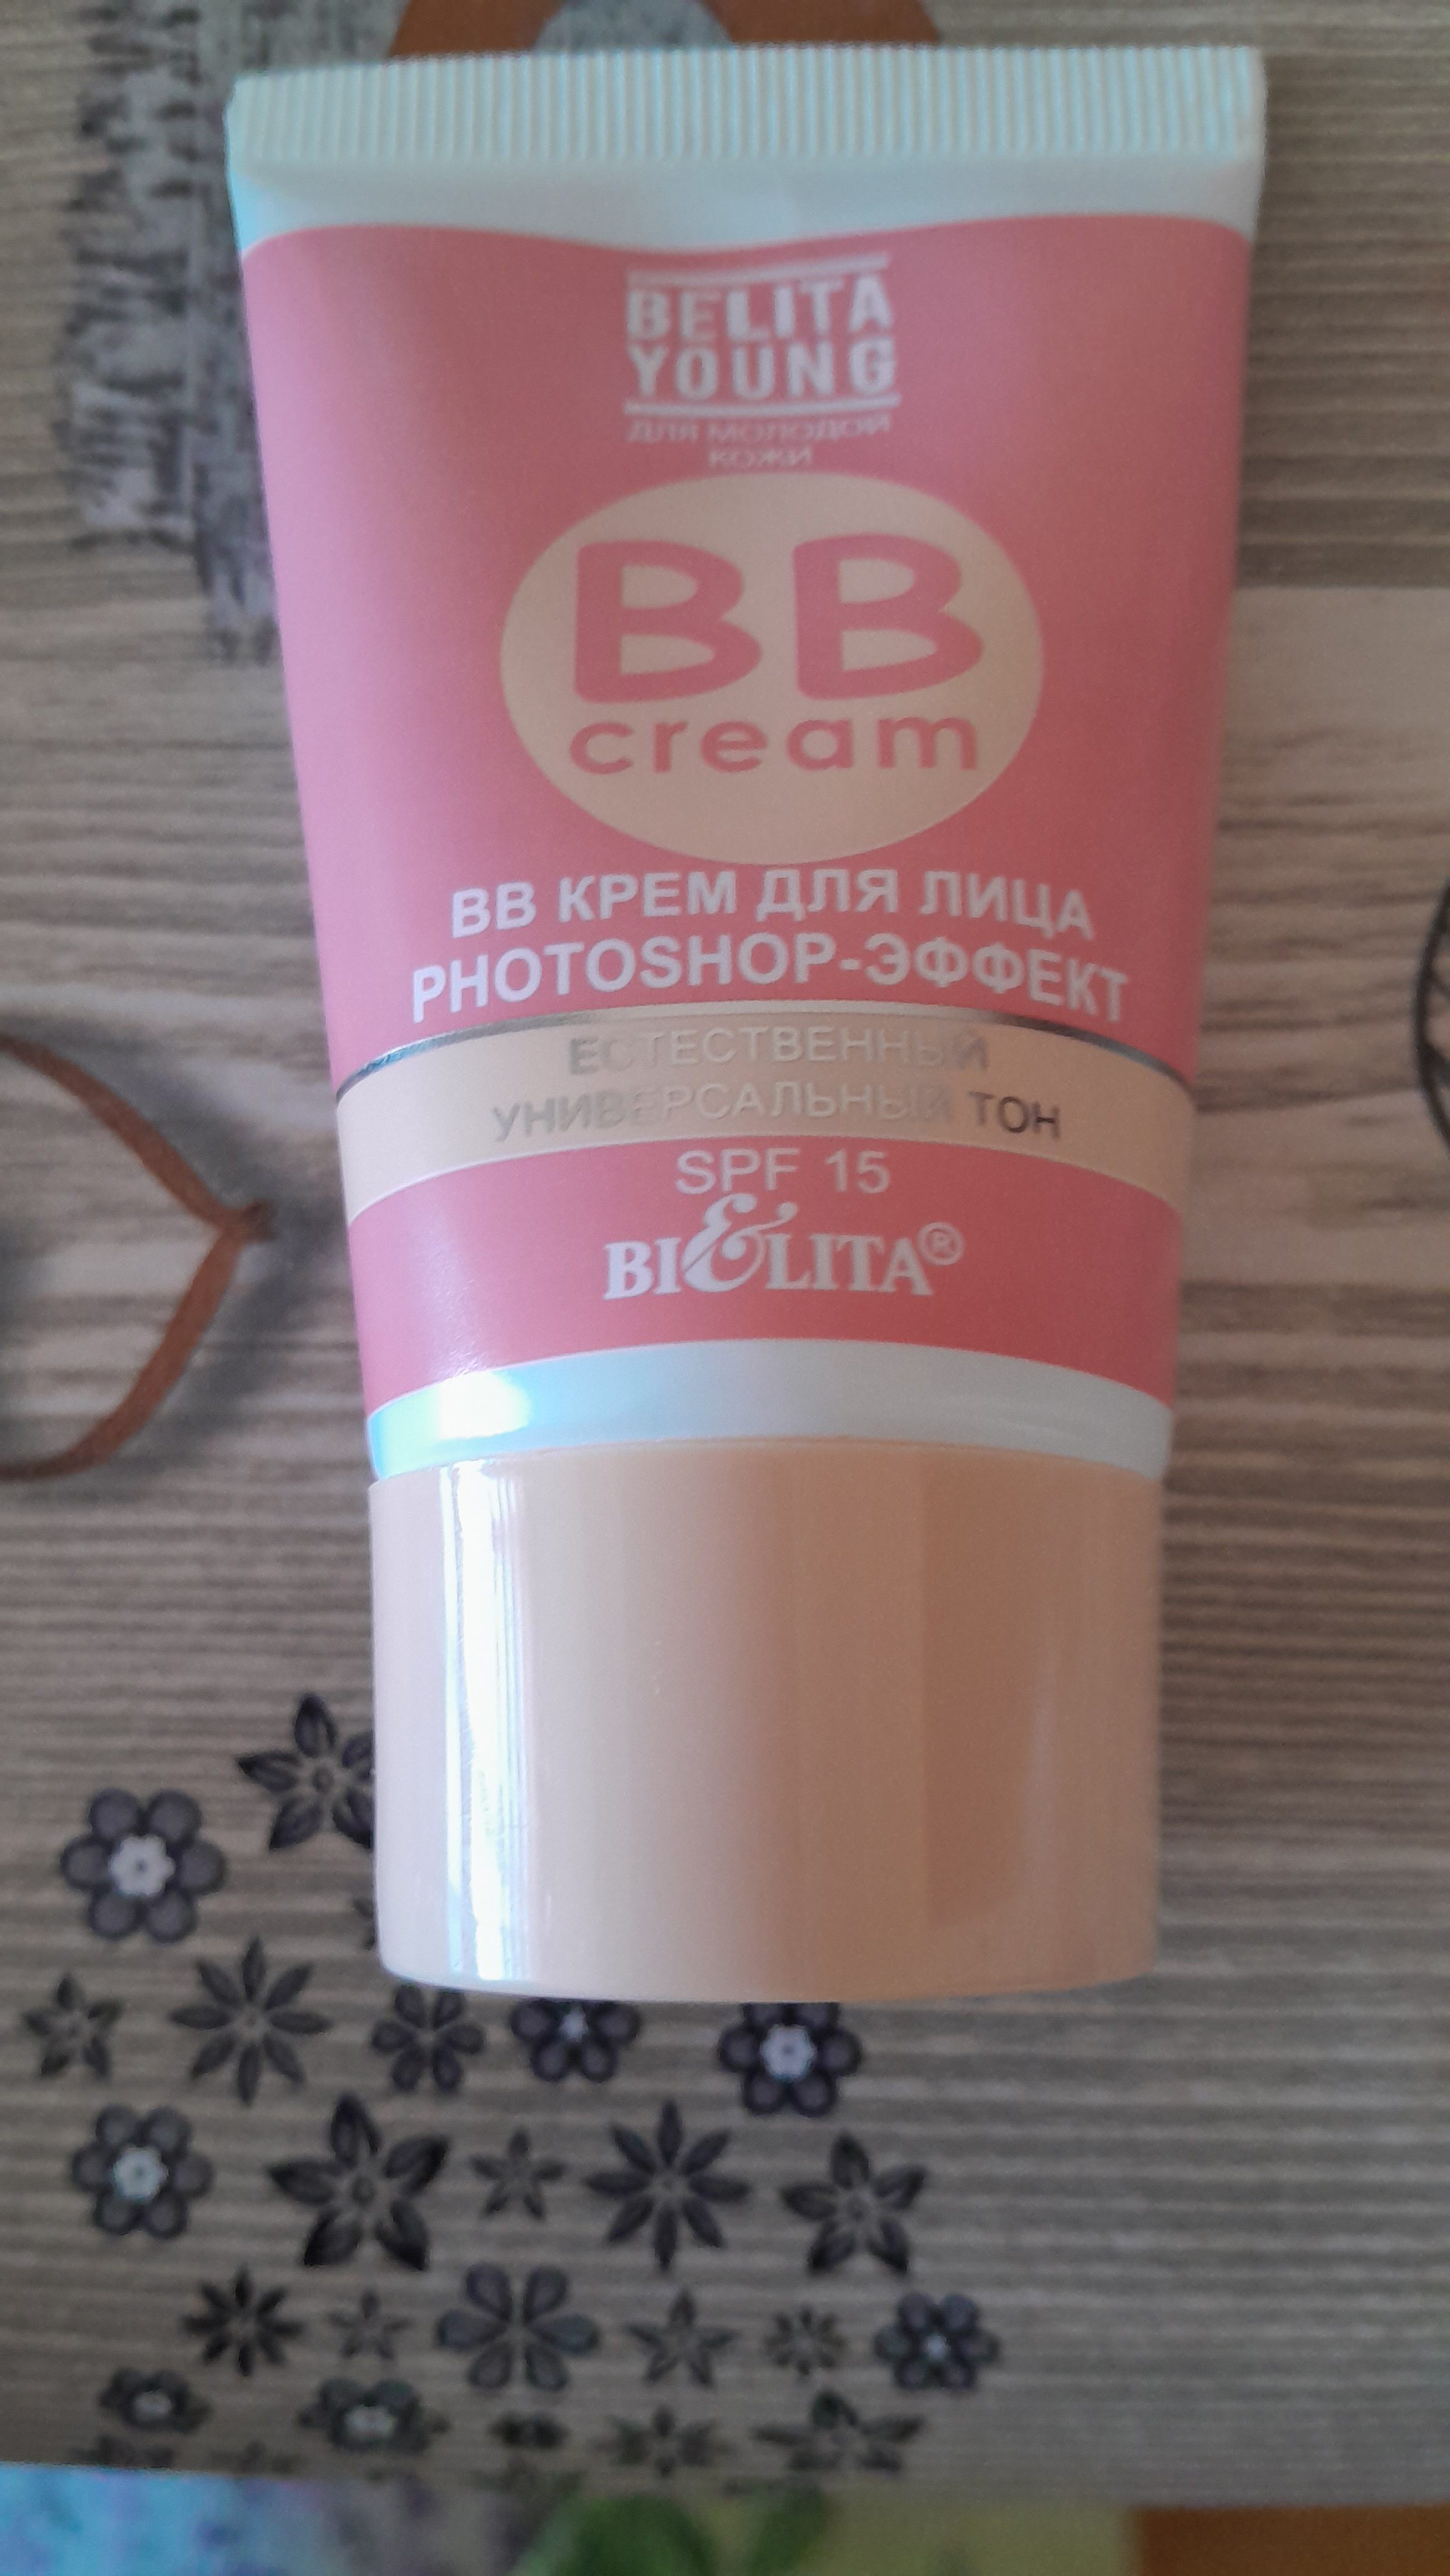 BELITA
YOUNG
ДЛЯ МОЛОДОЙ
КОЖИ
BB
cream
BB КРЕМ ДЛЯ ЛИЦА
PHOTOSHOP-ЭФФЕКТ
ЕСТЕСТВЕННЫЙ
УНИВЕРСАЛЬНЫЙ ТОН
SPF 15
BI&LITA®